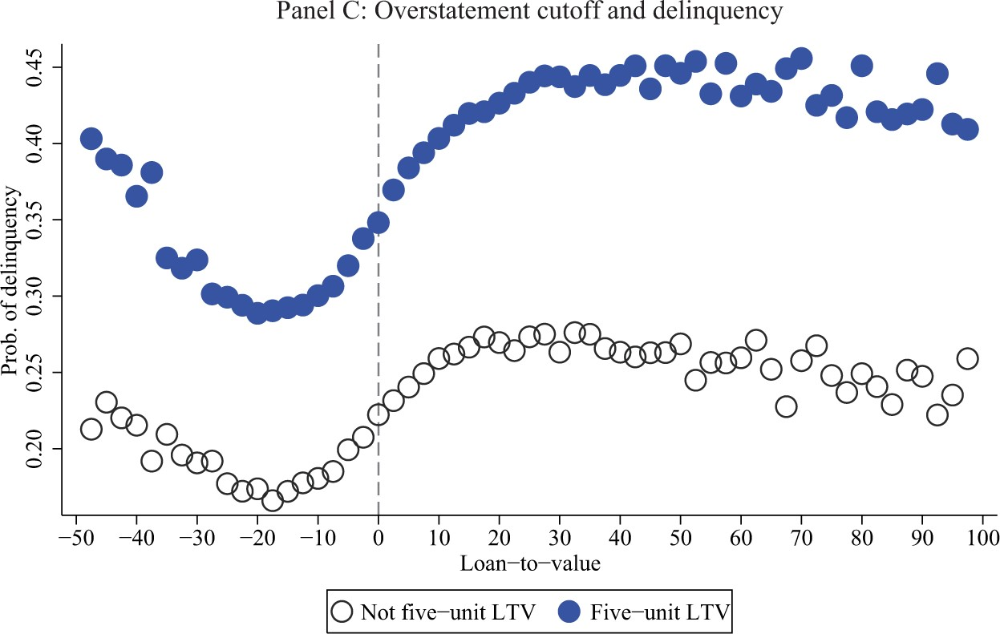 Panel C: Overstatement cutoff and delinquency
Prob. of delinquency
0.45
0.40
0.35
0.30
0.25
0.20
−50 −40 −30 −20 −10 0 10 20 30 40 50 60 70 80 90 100
Loan−to−value
Not five−unit LTV Five−unit LTV